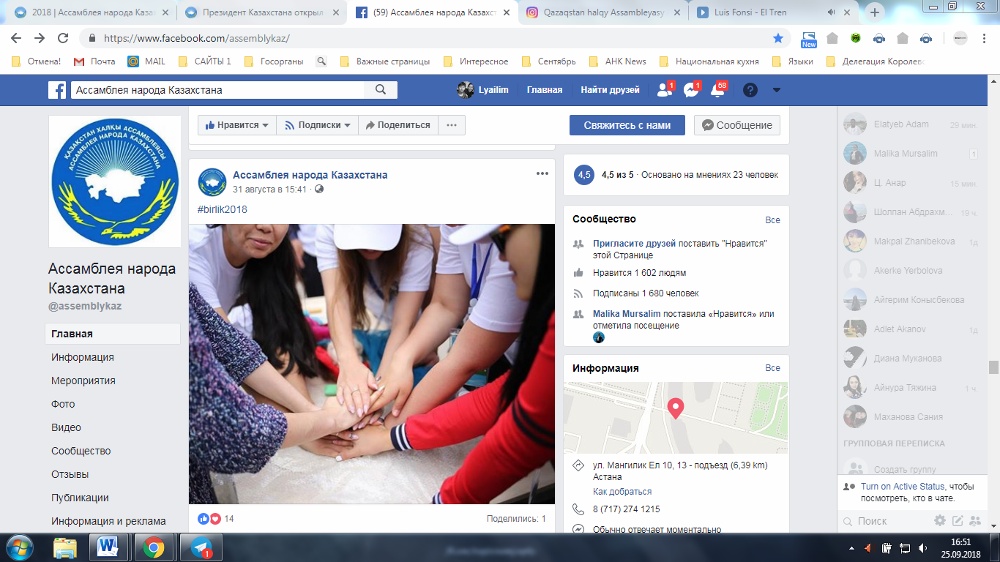 2018 | Ассамблея народа Каза
Президент Казахстана открыл
(59) Ассамблея народа Казахст
Qazaqstan halqy Assambleyasy
Luis Fonsi - El Tren
https://www.facebook.com/assemblykaz/
New
Отмена!
Почта
MAIL
САЙТЫ 1
Госорганы
Важные страницы
Интересное
Сентябрь
АНК News
Национальная кухня
Языки
Делегация Королевс
Ассамблея народа Казахстана
Lyailim
Главная
Найти друзей
1
1
58
ҚАЗАҚСТАН ХАЛҚЫ АССАМБЛЕЯСЫ
АССАМБЛЕЯ НАРОДА КАЗАХСТАНА
Ассамблея народа
Казахстана
@assemblykaz
Главная
Информация
Мероприятия
Фото
Видео
Сообщество
Отзывы
Публикации
Информация и реклама
Нравится
Подписки
Поделиться
Свяжитесь с нами
Сообщение
Ассамблея народа Казахстана
31 августа в 15:41
#birlik2018
14
Поделились: 1
4,5
4,5 из 5 · Основано на мнениях 23 человек
Сообщество
Все
Пригласите друзей поставить "Нравится"
этой Странице
Нравится 1 602 людям
Подписаны 1 680 человек
Malika Mursalim поставила «Нравится» или
отметила посещение
Информация
Все
ул. Мангилик Ел 10, 13 - подъезд (6,39 km)
Астана
Как добраться
8 (717) 274 1215
Обычно отвечает моментально
Elatyeb Adam 29 мин.
Malika Mursalim 1
Ц. Анар 15 мин.
Шолпан Абдрахм... 19 ч.
Makpal Zhanibekova 1д
Akerke Yerbolova
Айгерим Конысбекова
Adlet Akanov 1д
Диана Муканова
Айнура Тяжина 1 ч.
Маханова Сания
ГРУППОВАЯ ПЕРЕПИСКА
Создать группу
Turn on Active Status, чтобы
посмотреть, кто в чате.
Поиск
1
16:51
25.09.2018